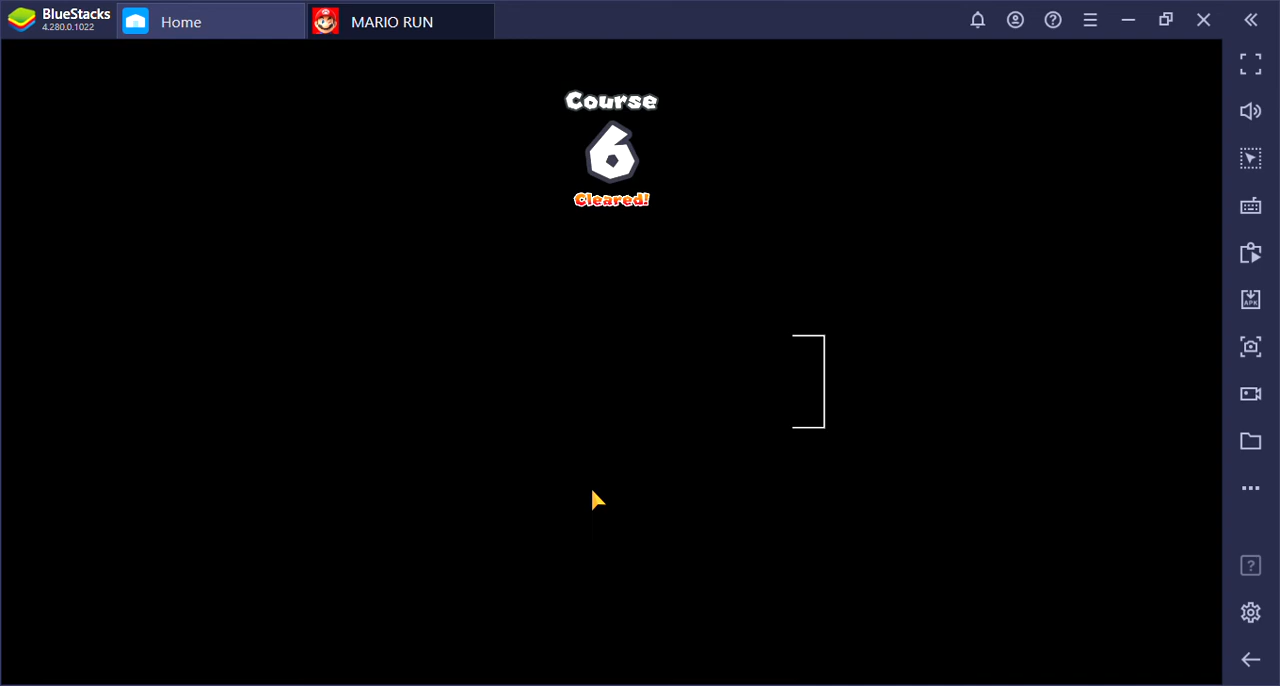 BlueStacks
4.280.0.1022
Home
MARIO RUN
Course
6
Cleared!
APK